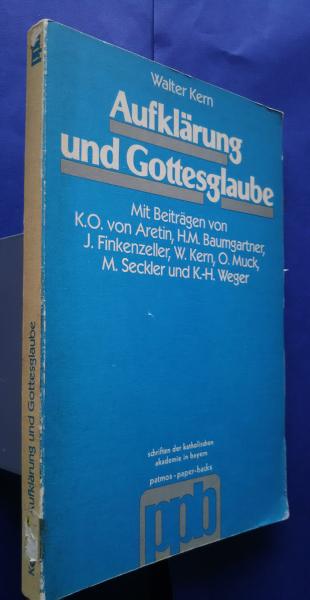 Walter Kern
Aufklärung
und Gottesglaube
Mit Beiträgen von
K.O. von Aretin, H.M. Baumgartner,
J. Finkenzeller, W. Kern, O. Muck,
M. Seckler und K.-H. Weger
schriften der katholischen
akademie in bayern
patmos-paper-backs
ppb
Aufklärung und Gottesglaube